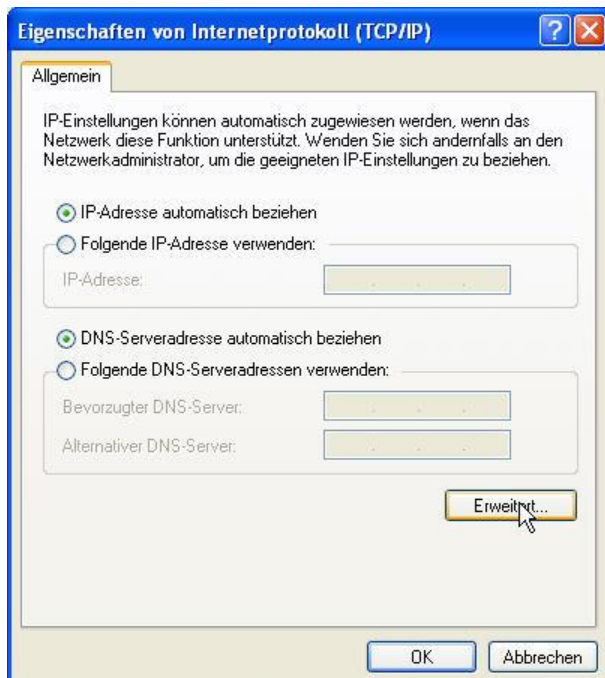 Eigenschaften von Internetprotokoll (TCP/IP)
Allgemein
IP-Einstellungen können automatisch zugewiesen werden, wenn das
Netzwerk diese Funktion unterstützt. Wenden Sie sich andernfalls an den
Netzwerkadministrator, um die geeigneten IP-Einstellungen zu beziehen.
IP-Adresse automatisch beziehen
Folgende IP-Adresse verwenden:
IP-Adresse:
DNS-Serveradresse automatisch beziehen
Folgende DNS-Serveradressen verwenden:
Bevorzugter DNS-Server:
Alternativer DNS-Server:
Erweitert...
OK Abbrechen